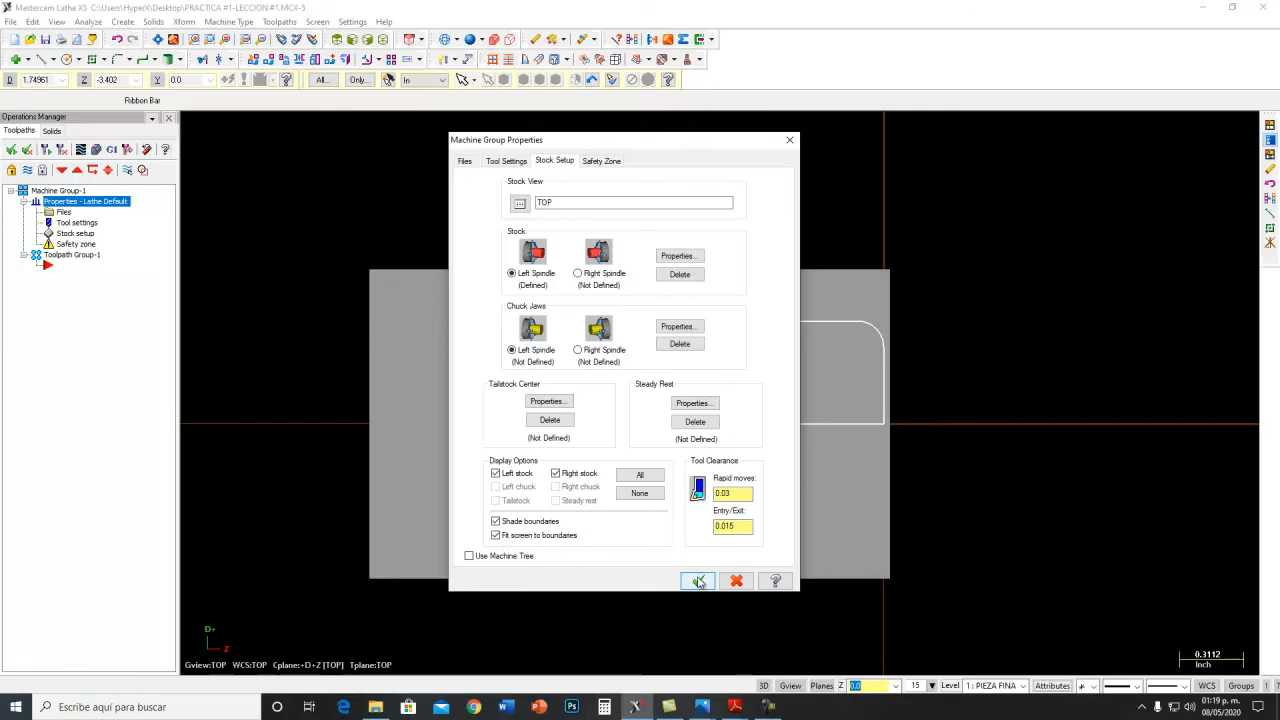 Mastercam Lathe X5  C:\Users\HyperX\Desktop\PRACTICA #1-LECCION #1.MCX-5
File Edit View Analyze Create Solids Xform Machine Type Toolpaths Screen Settings Help
D 1.74961 Z -3.402 Y 0.0 All... Only... In
Ribbon Bar
Operations Manager
Toolpaths Solids
G1
Machine Group-1
Properties - Lathe Default
Files
Tool settings
Stock setup
Safety zone
Toolpath Group-1
Machine Group Properties
Files Tool Settings Stock Setup Safety Zone
Stock View
TOP
Stock
Properties...
Left Spindle Right Spindle Delete
(Defined) (Not Defined)
Chuck Jaws
Properties...
Left Spindle Right Spindle Delete
(Not Defined) (Not Defined)
Tailstock Center Steady Rest
Properties... Properties...
Delete Delete
(Not Defined) (Not Defined)
Display Options Tool Clearance
Left stock Right stock All Rapid moves:
Left chuck Right chuck None 0.03
Tailstock Steady rest
Entry/Exit:
Shade boundaries 0.015
Fit screen to boundaries
Use Machine Tree
D+
Z
Gview:TOP WCS:TOP Cplane:+D+Z [TOP] Tplane:TOP
0.3112
Inch
3D Gview Planes Z 0.0 15 Level 1 : PIEZA FINA Attributes WCS Groups
Escribe aquí para buscar
01:19 p. m.
08/05/2020